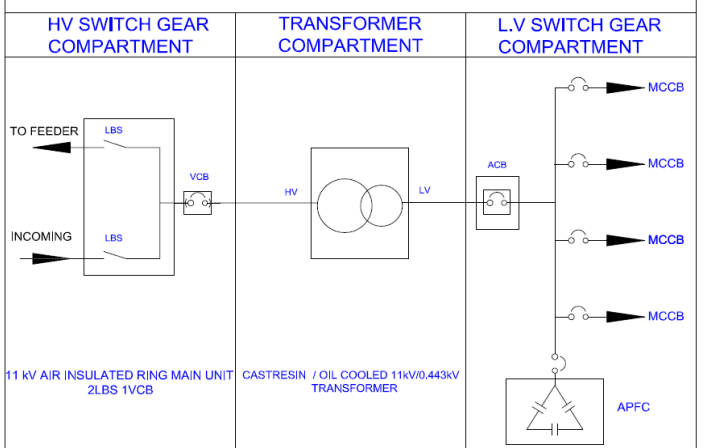 HV SWITCH GEAR
COMPARTMENT
TRANSFORMER
COMPARTMENT
L.V SWITCH GEAR
COMPARTMENT
TO FEEDER
LBS
VCB
INCOMING
LBS
11 kV AIR INSULATED RING MAIN UNIT
2LBS 1VCB
HV
LV
CASTRESIN / OIL COOLED 11kV/0.443kV
TRANSFORMER
ACB
MCCB
MCCB
MCCB
MCCB
APFC